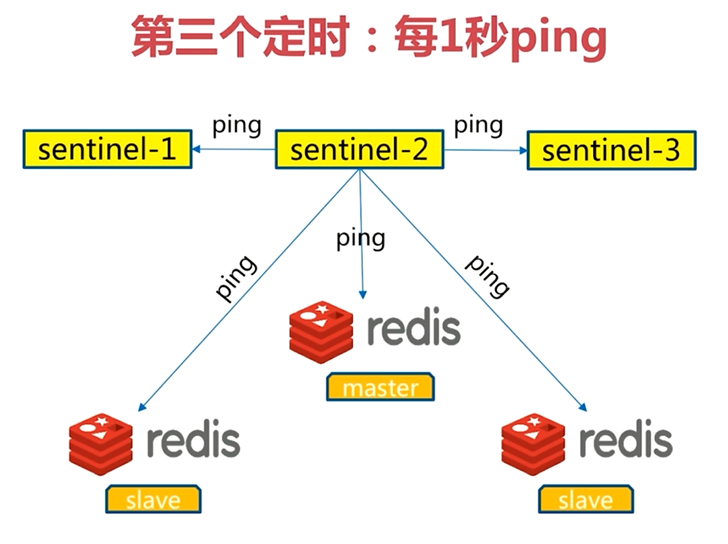 第三个定时：每1秒ping
ping
ping
sentinel-1
sentinel-2
sentinel-3
ping
ping
ping
redis
master
redis
redis
slave
slave